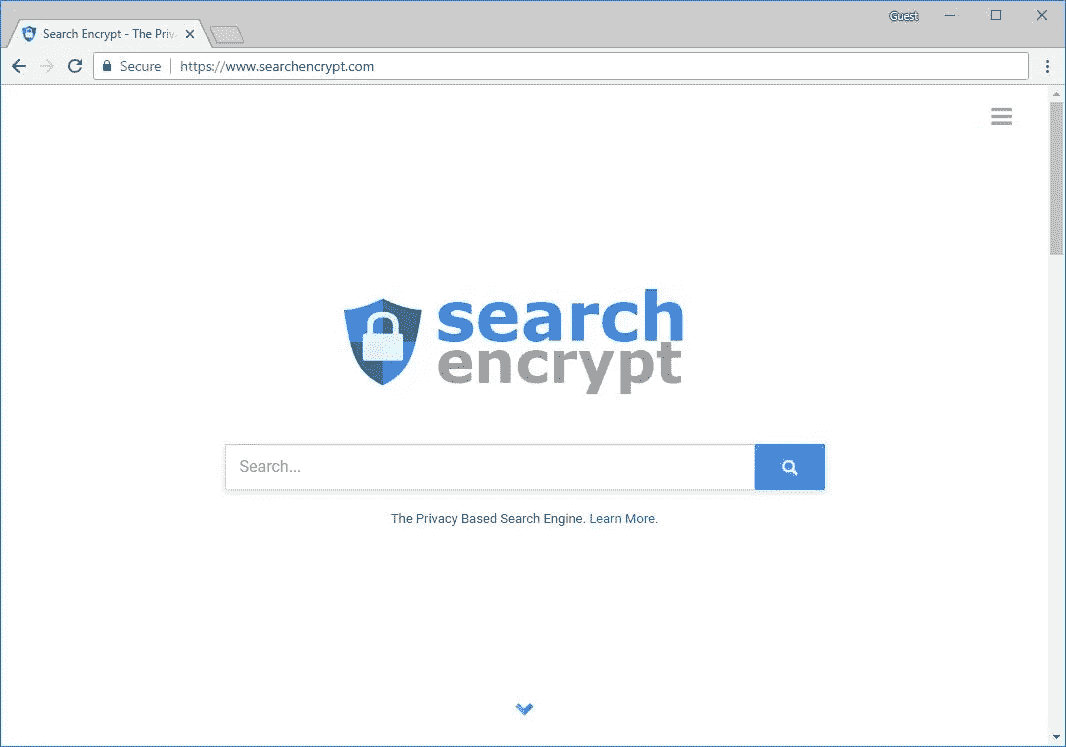 Guest
Search Encrypt - The Priv
Secure
https://www.searchencrypt.com
search
encrypt
Search...
The Privacy Based Search Engine. Learn More.